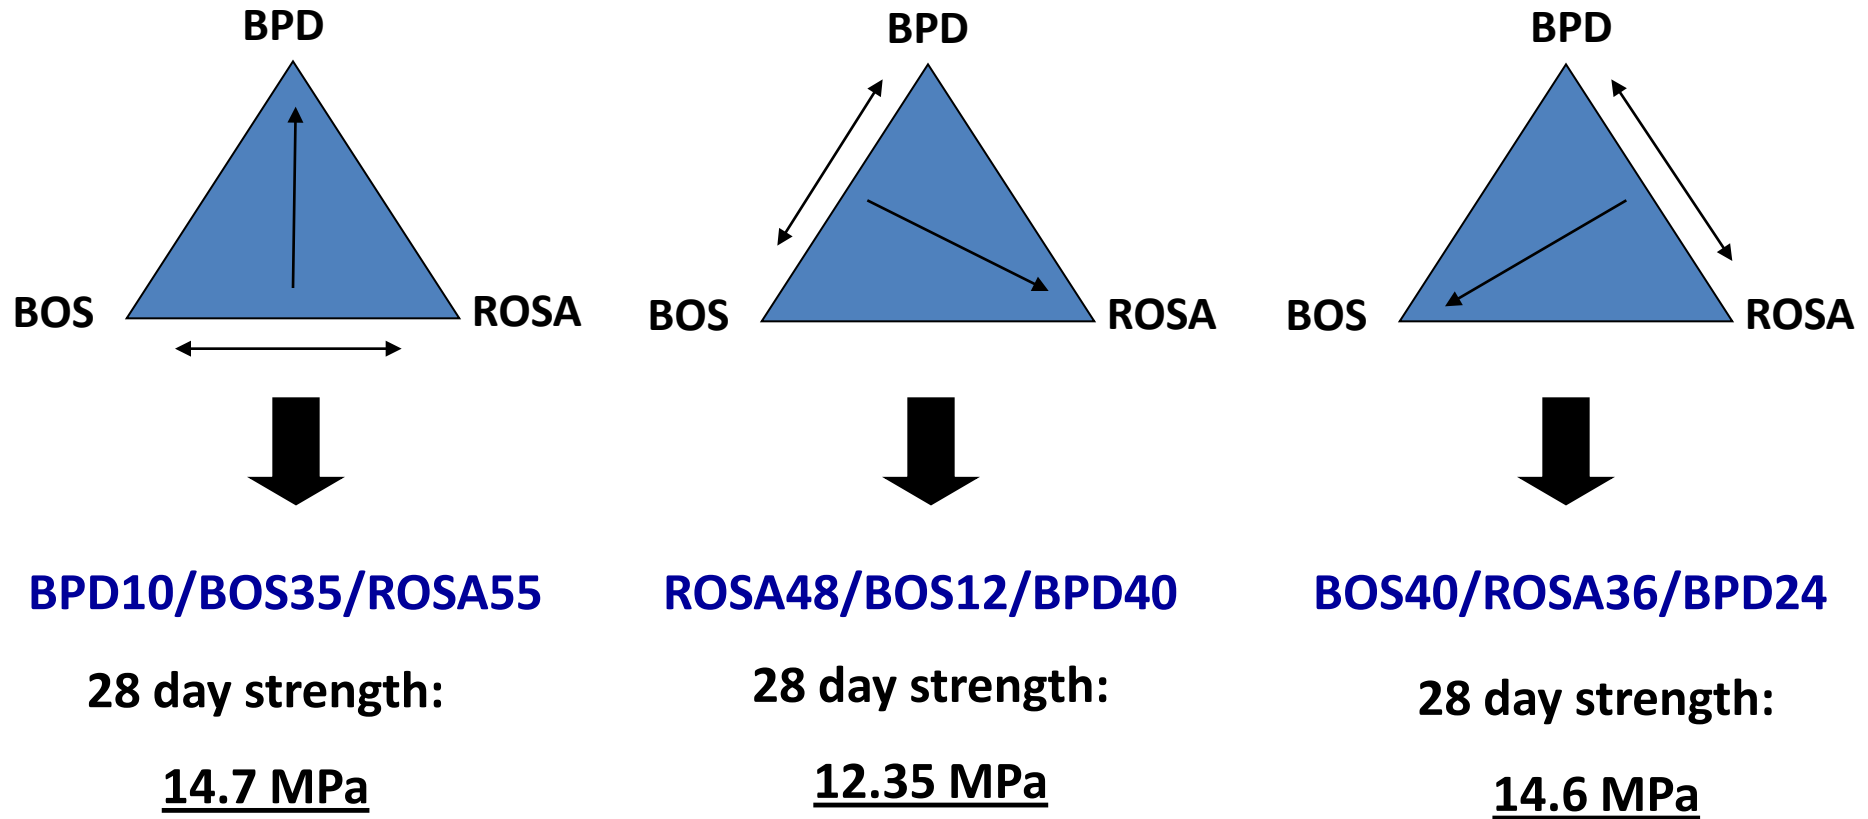 BPD
BOS
ROSA
BPD10/BOS35/ROSA55
28 day strength:
14.7 MPa
BPD
BOS
ROSA
ROSA48/BOS12/BPD40
28 day strength:
12.35 MPa
BPD
BOS
ROSA
BOS40/ROSA36/BPD24
28 day strength:
14.6 MPa